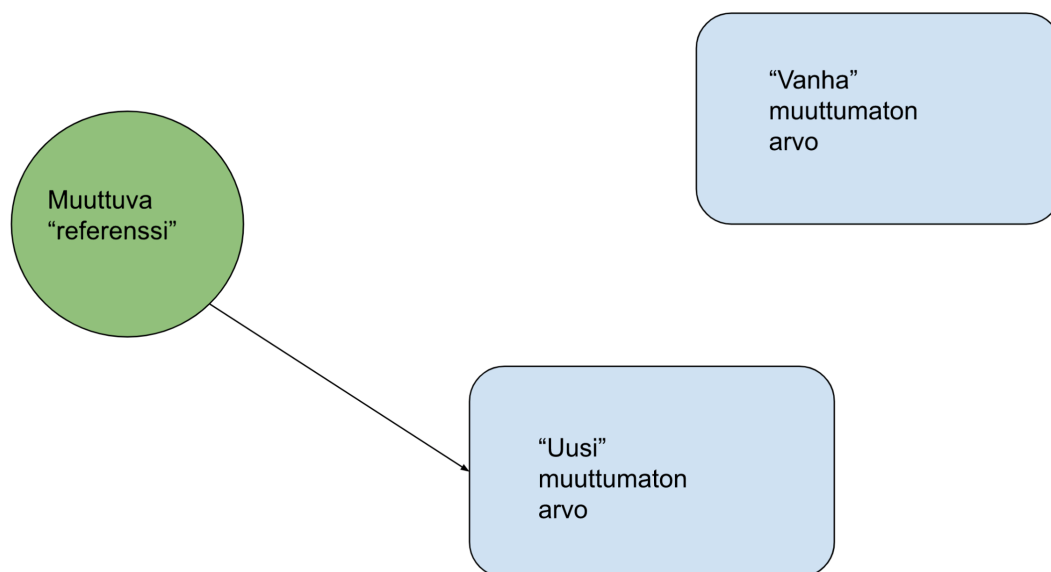 “Vanha”
muuttumaton
arvo
Muuttuva
“referenssi”
“Uusi”
muuttumaton
arvo